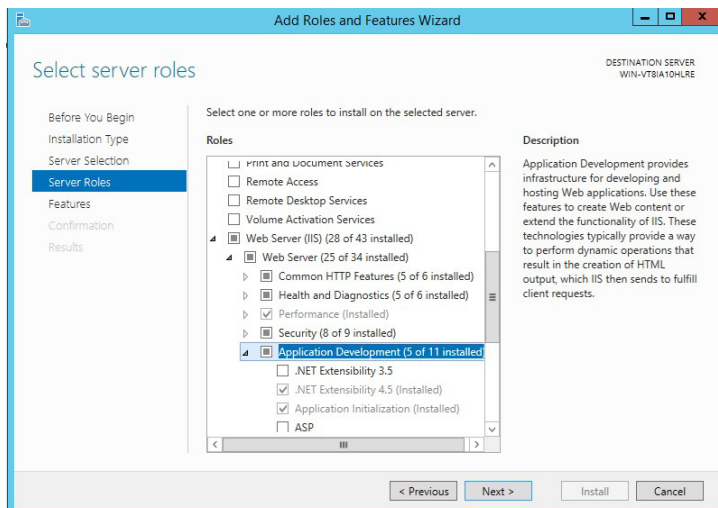 Add Roles and Features Wizard
Select server roles
DESTINATION SERVER
WIN-VT8IA10HLRE
Before You Begin
Installation Type
Server Selection
Server Roles
Features
Confirmation
Results
Select one or more roles to install on the selected server.
Roles
Print and Document Services
Remote Access
Remote Desktop Services
Volume Activation Services
Web Server (IIS) (28 of 43 installed)
Web Server (25 of 34 installed)
Common HTTP Features (5 of 6 installed)
Health and Diagnostics (5 of 6 installed)
Performance (Installed)
Security (8 of 9 installed)
Application Development (5 of 11 installed
.NET Extensibility 3.5
.NET Extensibility 4.5 (Installed)
Application Initialization (Installed)
ASP
Description
Application Development provides
infrastructure for developing and
hosting Web applications. Use these
features to create Web content or
extend the functionality of IIS. These
technologies typically provide a way
to perform dynamic operations that
result in the creation of HTML
output, which IIS then sends to fulfill
client requests.
< Previous
Next >
Install
Cancel